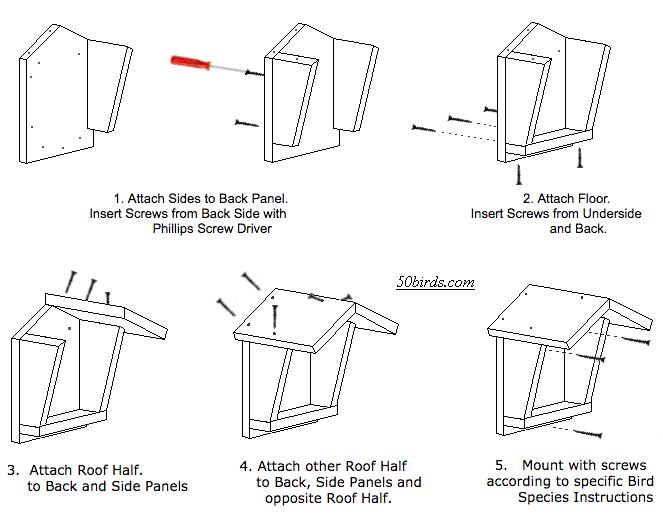 1. Attach Sides to Back Panel.
Insert Screws from Back Side with
Phillips Screw Driver
2. Attach Floor.
Insert Screws from Underside
and Back.
50birds.com
3. Attach Roof Half.
to Back and Side Panels
4. Attach other Roof Half
to Back, Side Panels and
opposite Roof Half.
5. Mount with screws
according to specific Bird
Species Instructions